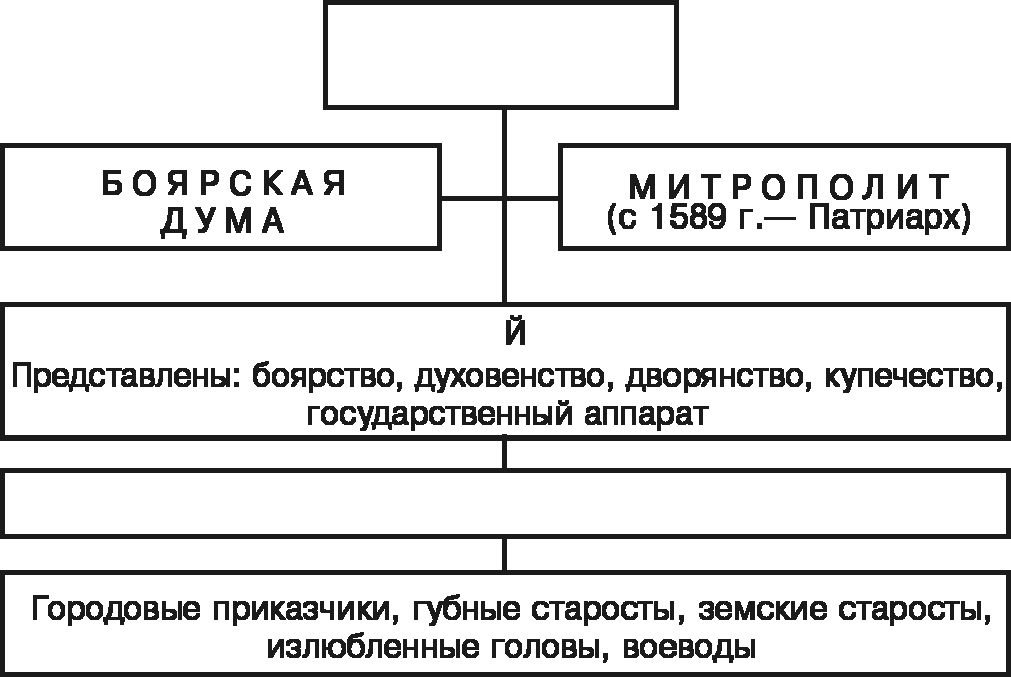 БОЯРСКАЯ
ДУМА
МИТРОПОЛИТ
(с 1589 г.— Патриарх)
Й
Представлены: боярство, духовенство, дворянство, купечество,
государственный аппарат
Городовые приказчики, губные старосты, земские старосты,
излюбленные головы, воеводы